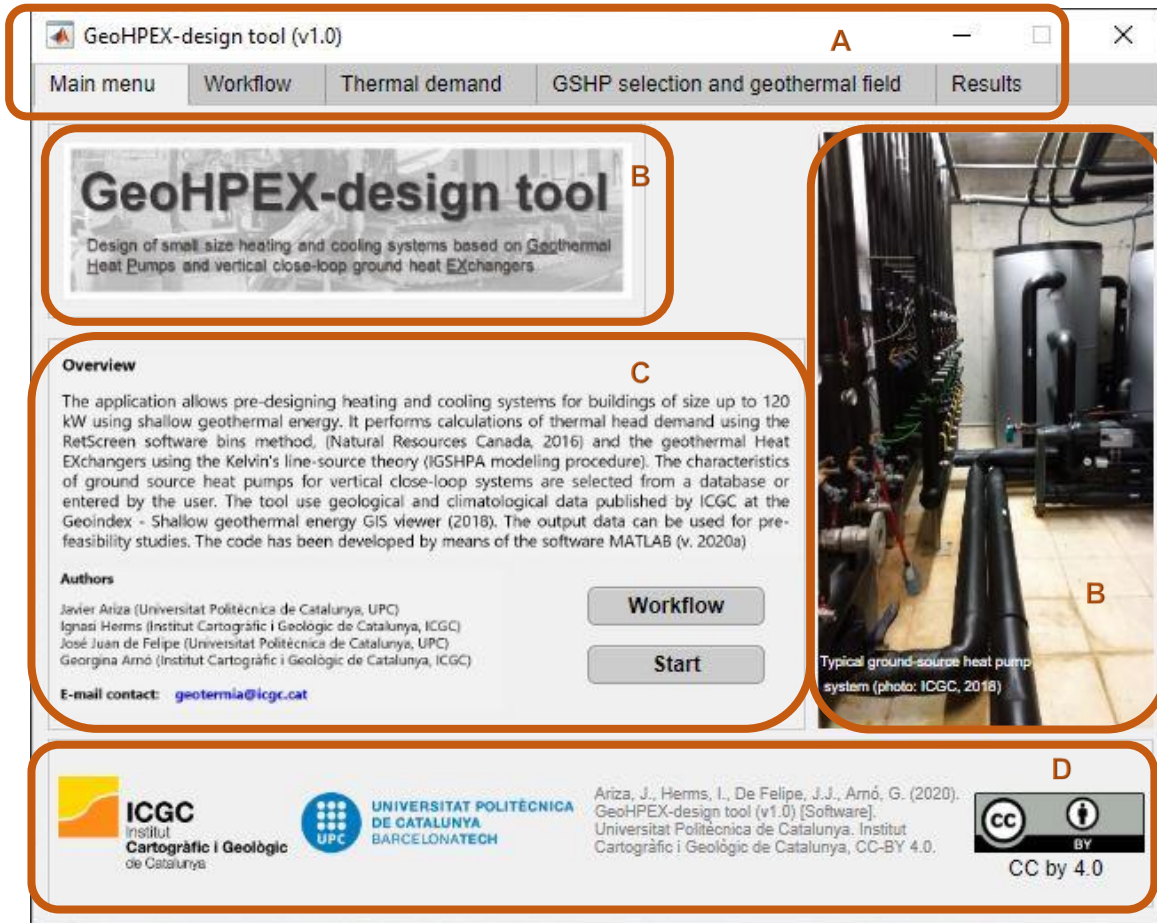 GeoHPEX-design tool (v1.0)
A
Main menu Workflow Thermal demand GSHP selection and geothermal field Results
GeoHPEX-design tool
B
Design of small size heating and cooling systems based on Geothermal
Heat Pumps and vertical close-loop ground heat EXchangers
Overview
C
The application allows pre-designing heating and cooling systems for buildings of size up to 120
kW using shallow geothermal energy. It performs calculations of thermal head demand using the
RetScreen software bins method, (Natural Resources Canada, 2016) and the geothermal Heat
EXchangers using the Kelvin's line-source theory (IGSHPA modeling procedure). The characteristics
of ground source heat pumps for vertical close-loop systems are selected from a database or
entered by the user. The tool use geological and climatological data published by ICGC at the
Geoindex - Shallow geothermal energy GIS viewer (2018). The output data can be used for pre-
feasibility studies. The code has been developed by means of the software MATLAB (v. 2020a)
Authors
Javier Ariza (Universitat Politècnica de Catalunya, UPC)
Ignasi Herms (Institut Cartogràfic i Geològic de Catalunya, ICGC)
José Juan de Felipe (Universitat Politècnica de Catalunya, UPC)
Georgina Arnó (Institut Cartogràfic i Geològic de Catalunya, ICGC)
E-mail contact: geotermia@icgc.cat
Workflow
Start
B
Typical ground-source heat pump
system (photo: ICGC, 2018)
D
ICGC
Institut
Cartogràfic i Geològic
de Catalunya
UPC
UNIVERSITAT POLITÈCNICA
DE CATALUNYA
BARCELONATECH
Ariza, J., Herms, I., De Felipe, J.J., Arnó, G. (2020).
GeoHPEX-design tool (v1.0) [Software].
Universitat Politècnica de Catalunya. Institut
Cartogràfic i Geològic de Catalunya, CC-BY 4.0.
cc
BY
CC by 4.0